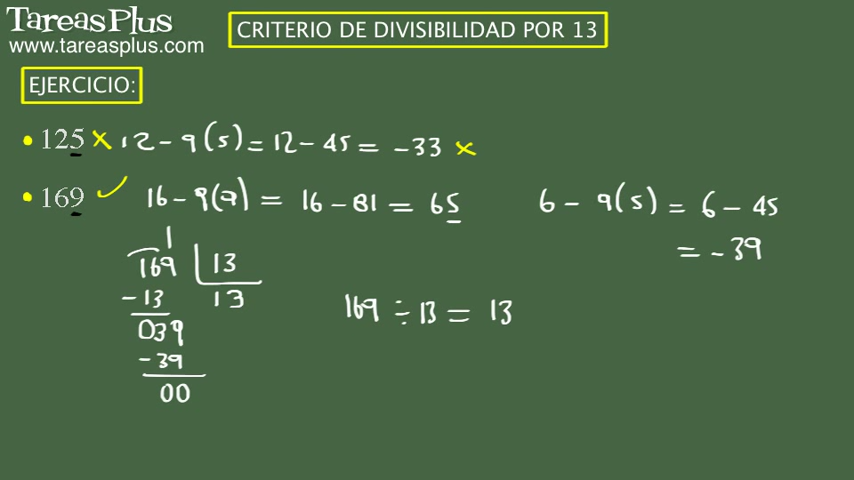 TareasPlus
www.tareasplus.com
CRITERIO DE DIVISIBILIDAD POR 13
EJERCICIO:
• 125 × 12 - 9(5) = 12 - 45 = -33 ×
• 169 ✓ 16 - 9(9) = 16 - 81 = 65 6 - 9(5) = 6 - 45
= -39
1
169 13
-13 13
169 ÷ 13 = 13
039
-39
00